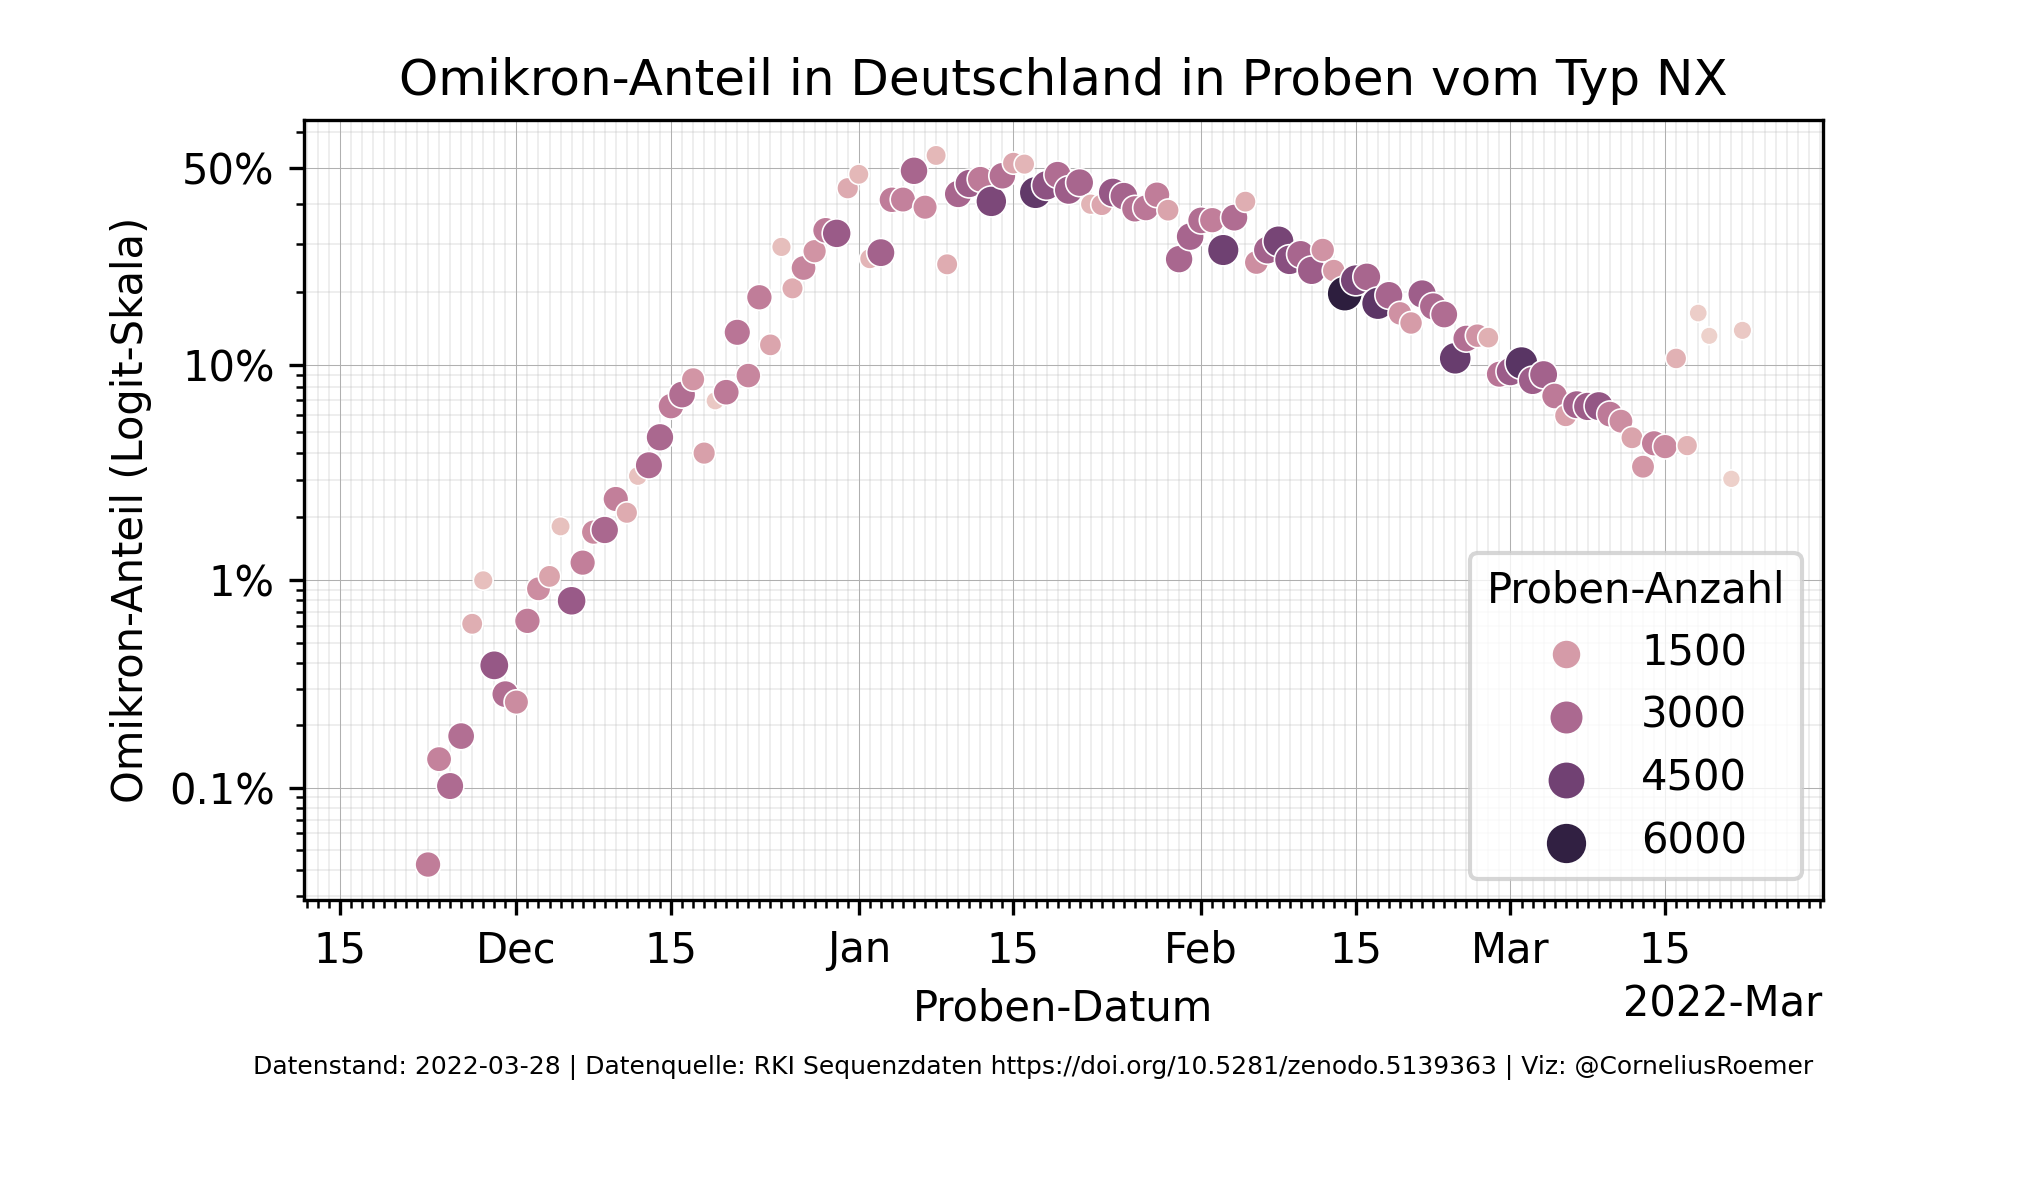 Omikron-Anteil in Deutschland in Proben vom Typ NX
Omikron-Anteil (Logit-Skala)
50%
10%
1%
0.1%
Proben-Anzahl
1500
3000
4500
6000
15 Dec 15 Jan 15 Feb 15 Mar 15
2022-Mar
Proben-Datum
Datenstand: 2022-03-28 | Datenquelle: RKI Sequenzdaten https://doi.org/10.5281/zenodo.5139363 | Viz: @CorneliusRoemer